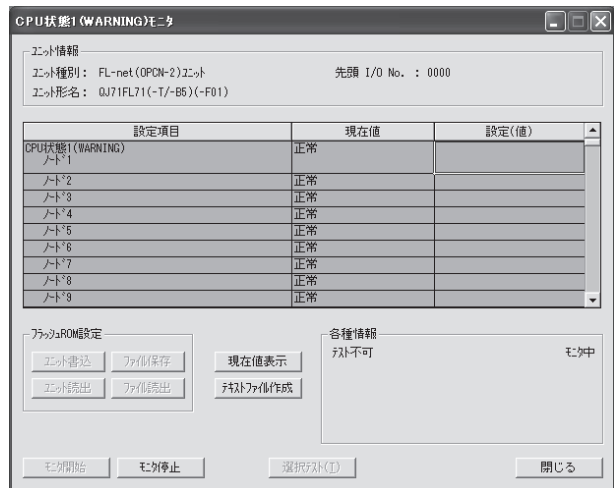 CPU状態1(WARNING)ﾓﾆﾀ
ﾕﾆｯﾄ情報
ﾕﾆｯﾄ種別: FL-net(OPCN-2)ﾕﾆｯﾄ 先頭 I/O No. : 0000
ﾕﾆｯﾄ形名: QJ71FL71(-T/-B5)(-F01)
設定項目 現在値 設定(値)
CPU状態1(WARNING) 正常
ﾉｰﾄﾞ1
ﾉｰﾄﾞ2 正常
ﾉｰﾄﾞ3 正常
ﾉｰﾄﾞ4 正常
ﾉｰﾄﾞ5 正常
ﾉｰﾄﾞ6 正常
ﾉｰﾄﾞ7 正常
ﾉｰﾄﾞ8 正常
ﾉｰﾄﾞ9 正常
ﾌﾗｯｼｭROM設定 各種情報
ﾕﾆｯﾄ書込 ﾌｧｲﾙ保存 現在値表示 ﾃｽﾄ不可 ﾓﾆﾀ中
ﾕﾆｯﾄ読出 ﾌｧｲﾙ読出 ﾃｷｽﾄﾌｧｲﾙ作成
ﾓﾆﾀ開始 ﾓﾆﾀ停止 選択ﾃｽﾄ(T) 閉じる